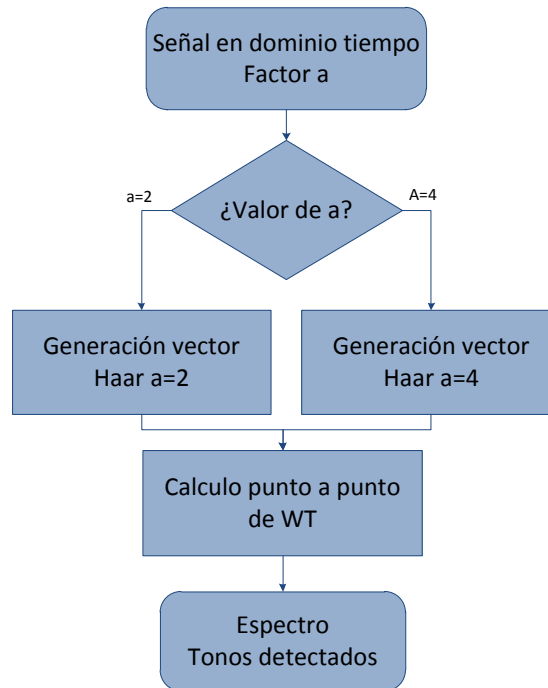 Señal en dominio tiempo
Factor a
¿Valor de a?
a=2
A=4
Generación vector
Haar a=2
Generación vector
Haar a=4
Calculo punto a punto
de WT
Espectro
Tonos detectados